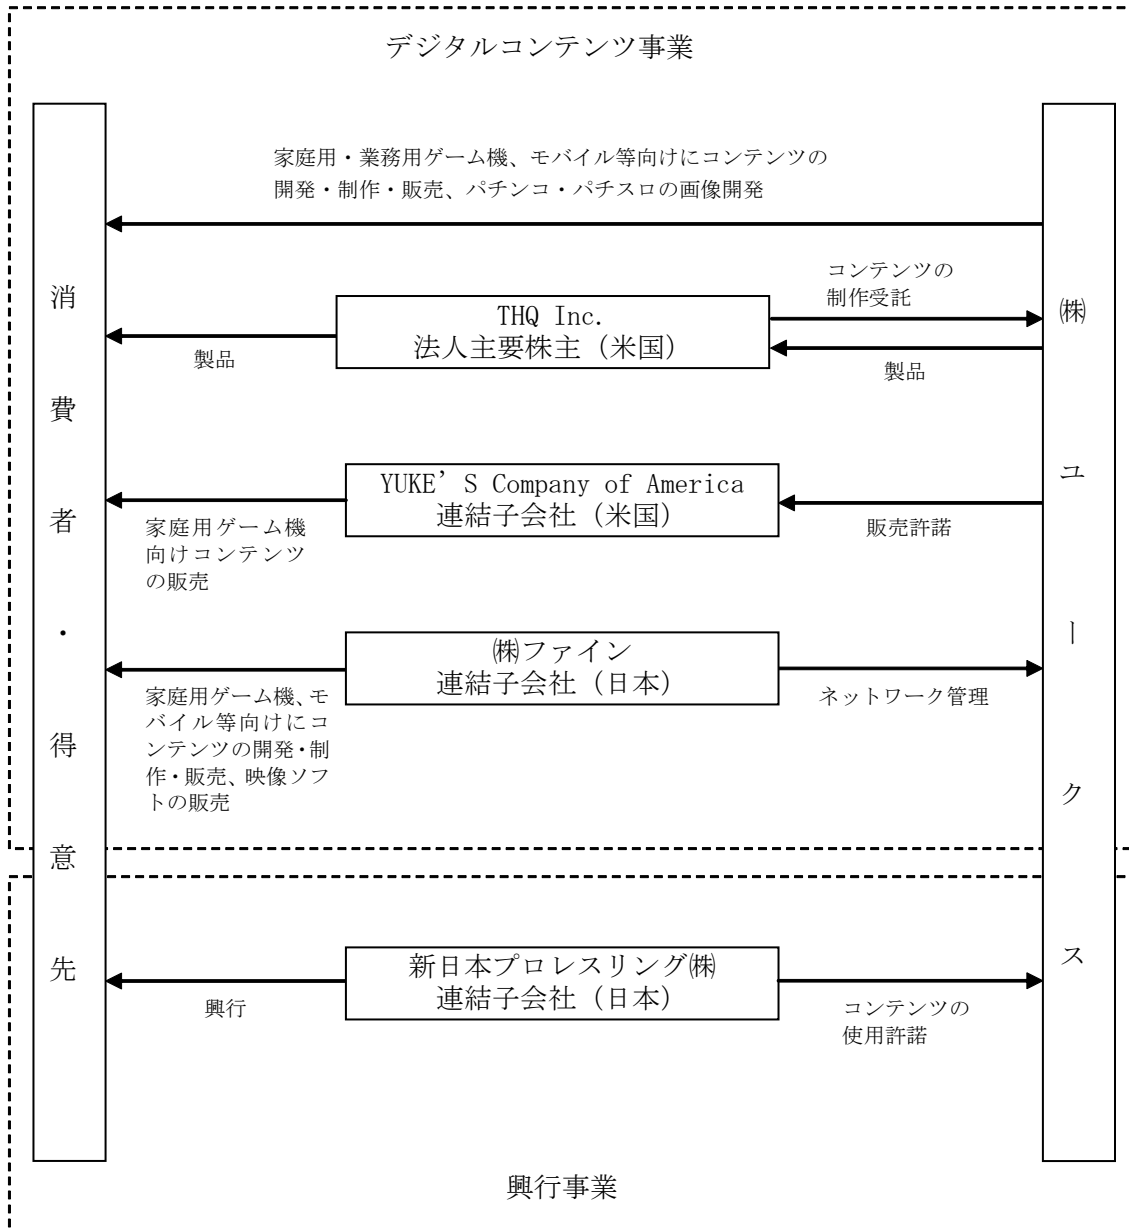 デジタルコンテンツ事業
家庭用・業務用ゲーム機、モバイル等向けにコンテンツの
開発・制作・販売、パチンコ・パチスロの画像開発
消費者・得意先
㈱ユークス
コンテンツの
制作受託
THQ Inc.
法人主要株主（米国）
製品
製品
YUKE’S Company of America
連結子会社（米国）
家庭用ゲーム機
向けコンテンツ
の販売
販売許諾
㈱ファイン
連結子会社（日本）
家庭用ゲーム機、モ
バイル等向けにコ
ンテンツの開発・制
作・販売、映像ソフ
トの販売
ネットワーク管理
新日本プロレスリング㈱
連結子会社（日本）
興行
コンテンツの
使用許諾
興行事業